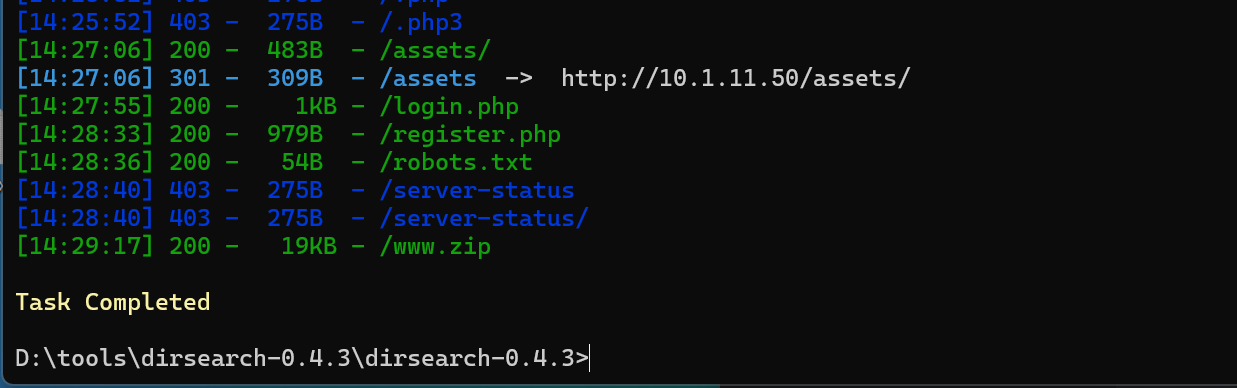 [14:25:52] 403 -   275B  - /.php3
[14:27:06] 200 -   483B  - /assets/
[14:27:06] 301 -   309B  - /assets  ->  http://10.1.11.50/assets/
[14:27:55] 200 -     1KB - /login.php
[14:28:33] 200 -   979B  - /register.php
[14:28:36] 200 -    54B  - /robots.txt
[14:28:40] 403 -   275B  - /server-status
[14:28:40] 403 -   275B  - /server-status/
[14:29:17] 200 -    19KB - /www.zip
Task Completed
D:\tools\dirsearch-0.4.3\dirsearch-0.4.3>